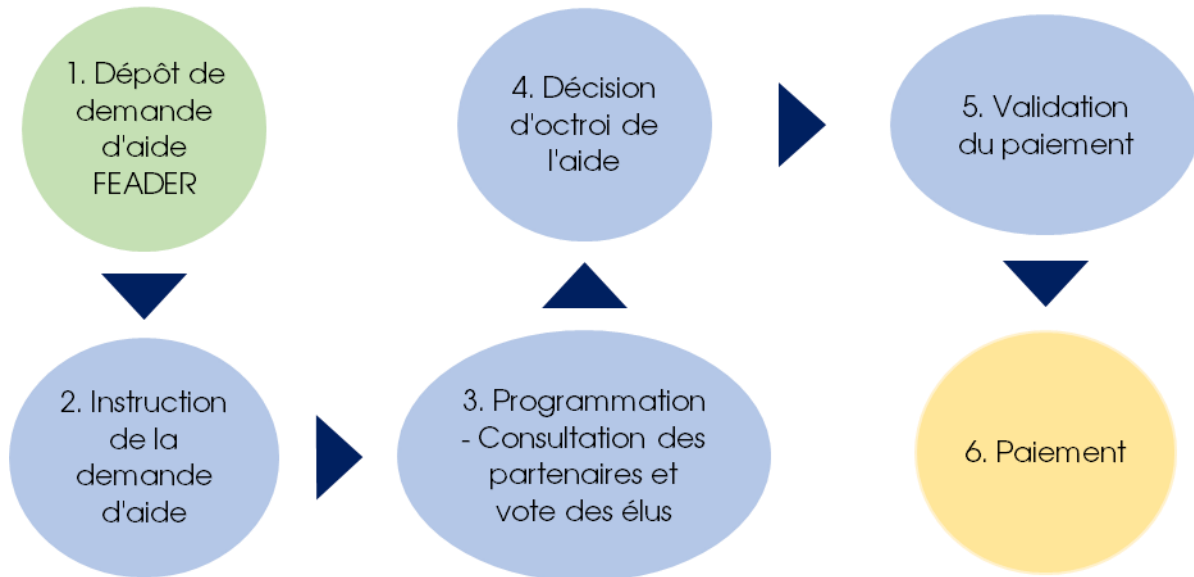 1. Dépôt de
demande
d'aide
FEADER
2. Instruction
de la
demande
d'aide
3. Programmation
- Consultation des
partenaires et
vote des élus
4. Décision
d'octroi de
l'aide
5. Validation
du paiement
6. Paiement